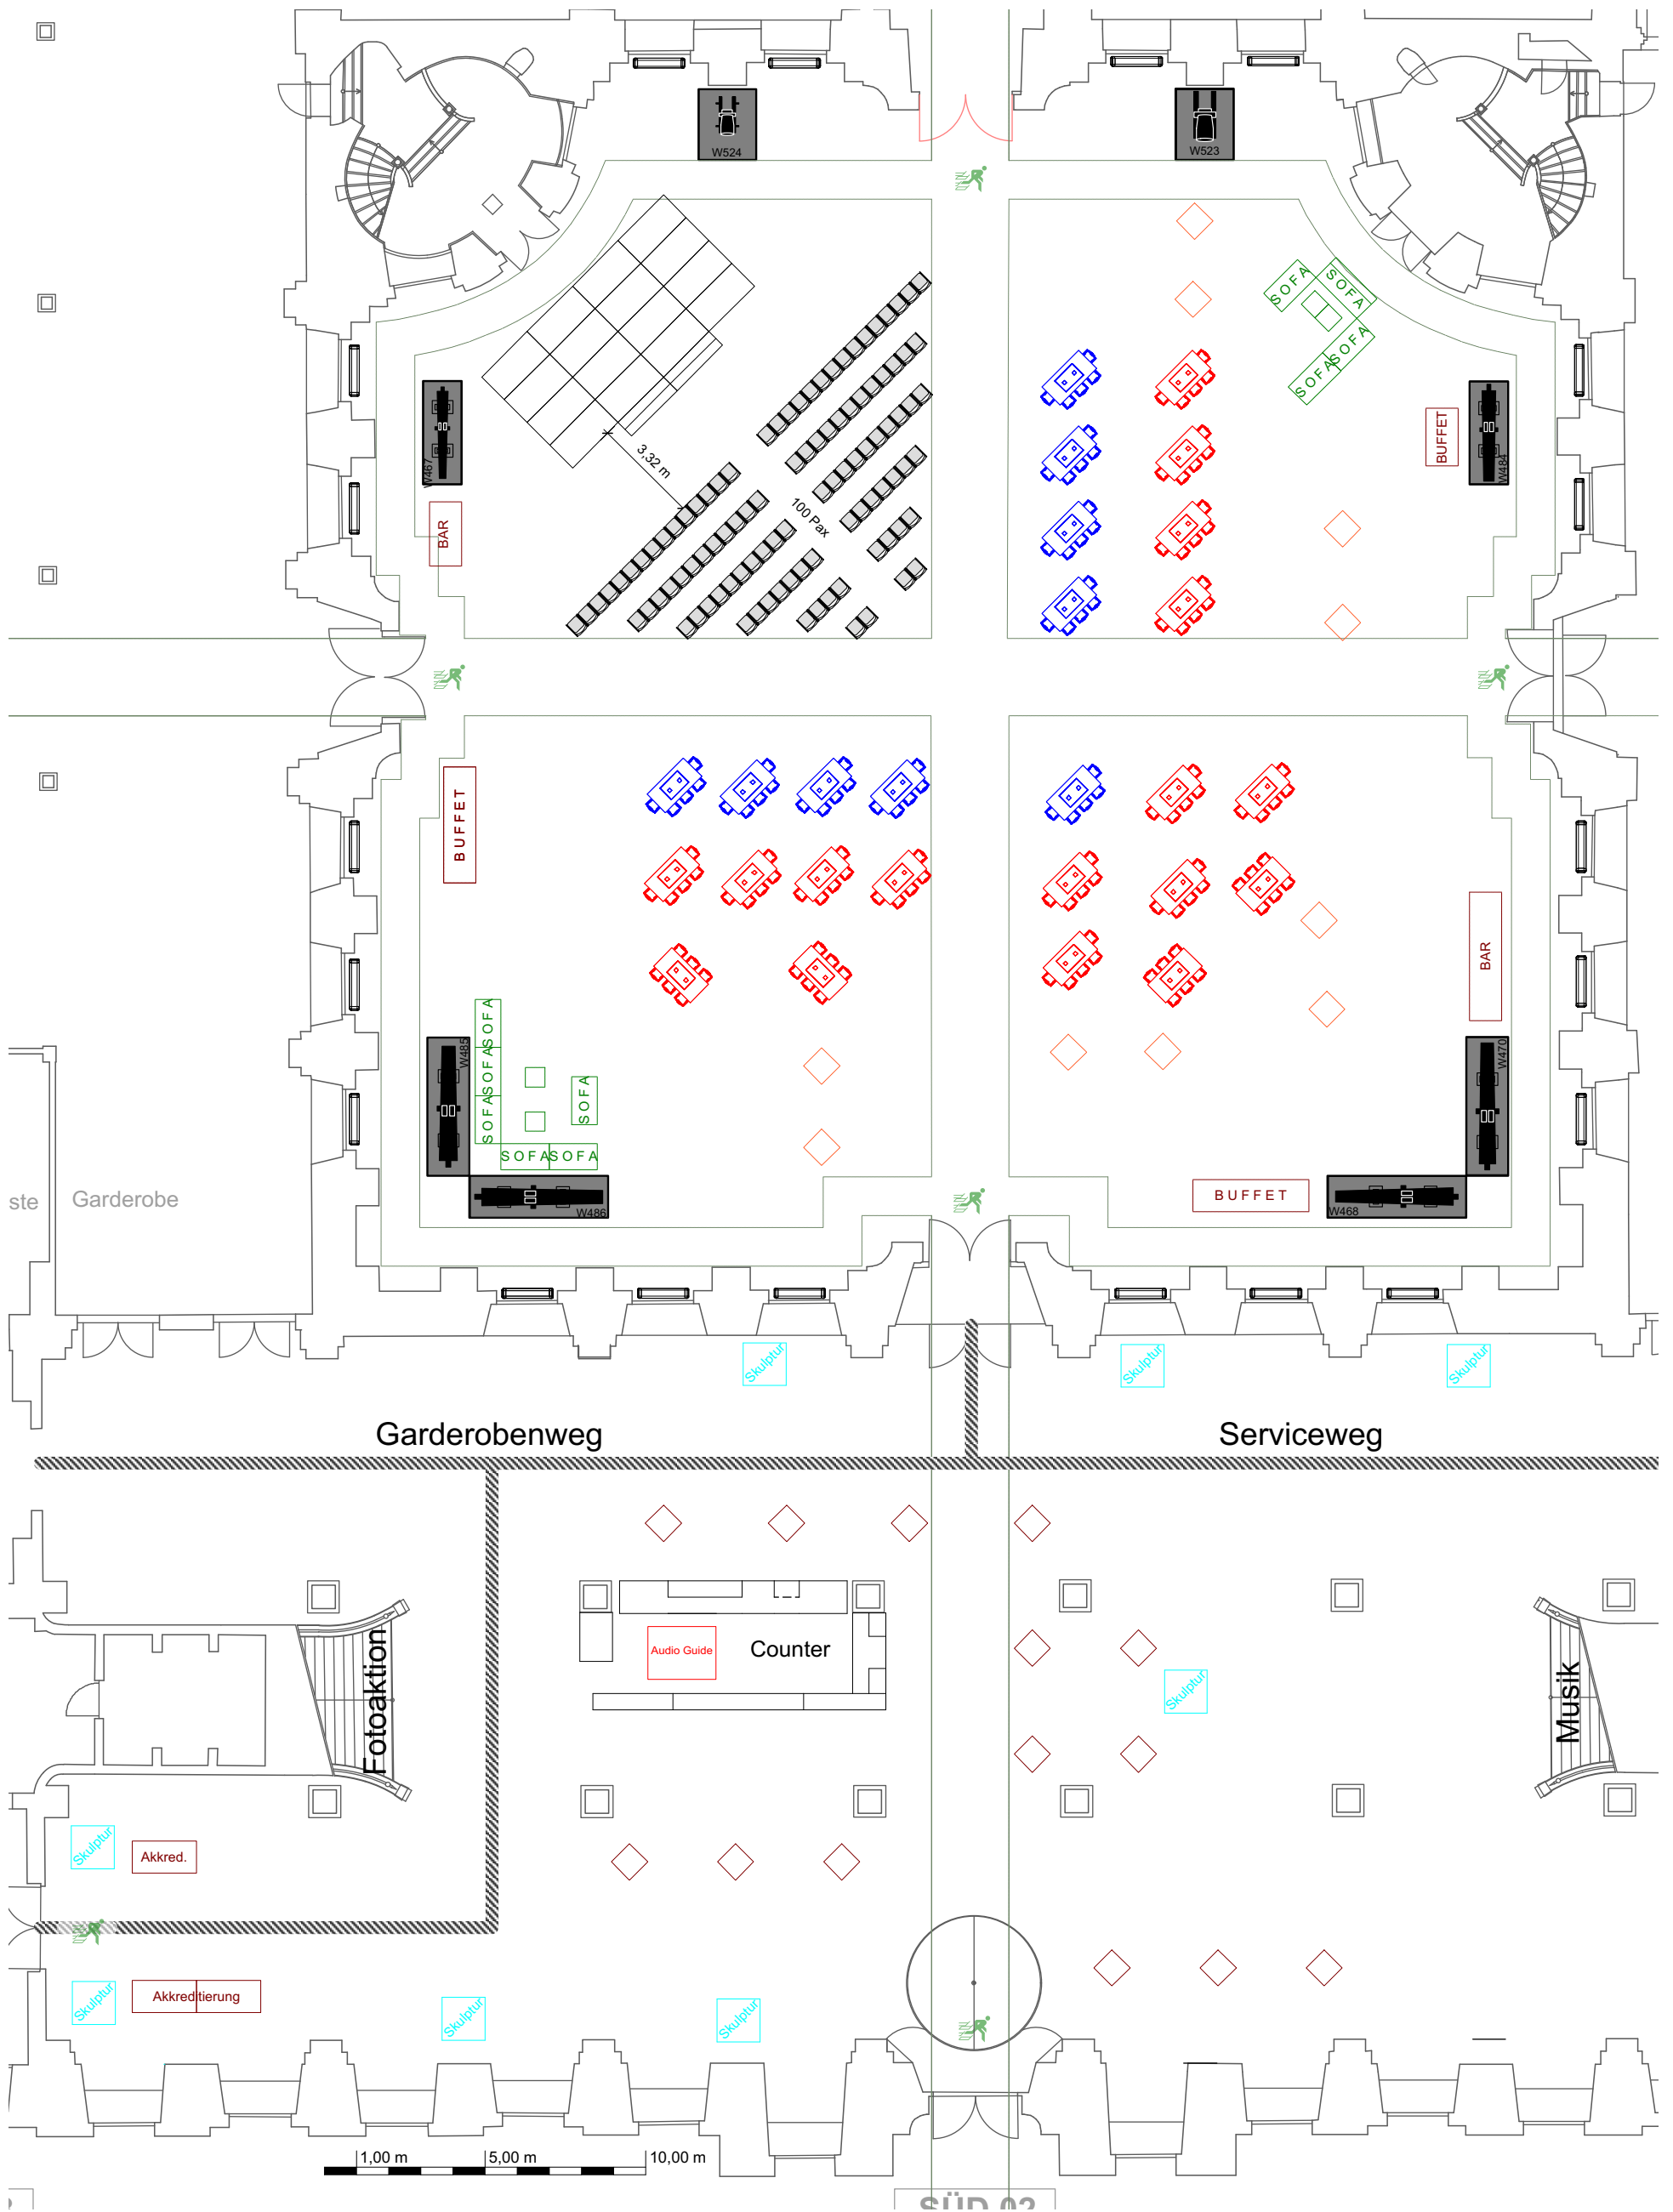 W524
W523
SOFA
SOFA
SOFA
SOFA
W467
3,32 m
BUFFET
W484
BAR
100 Pax
BUFFET
BAR
SOFA
SOFA
SOFA
W485
SOFA
SOFA
SOFA
W470
W486
BUFFET
W468
ste
Garderobe
Skulptur
Skulptur
Skulptur
Garderobenweg
Serviceweg
Fotoaktion
Audio Guide
Counter
Skulptur
Musik
Skulptur
Akkred.
Skulptur
Akkreditierung
Skulptur
Skulptur
1,00 m
5,00 m
10,00 m
SÜD 02